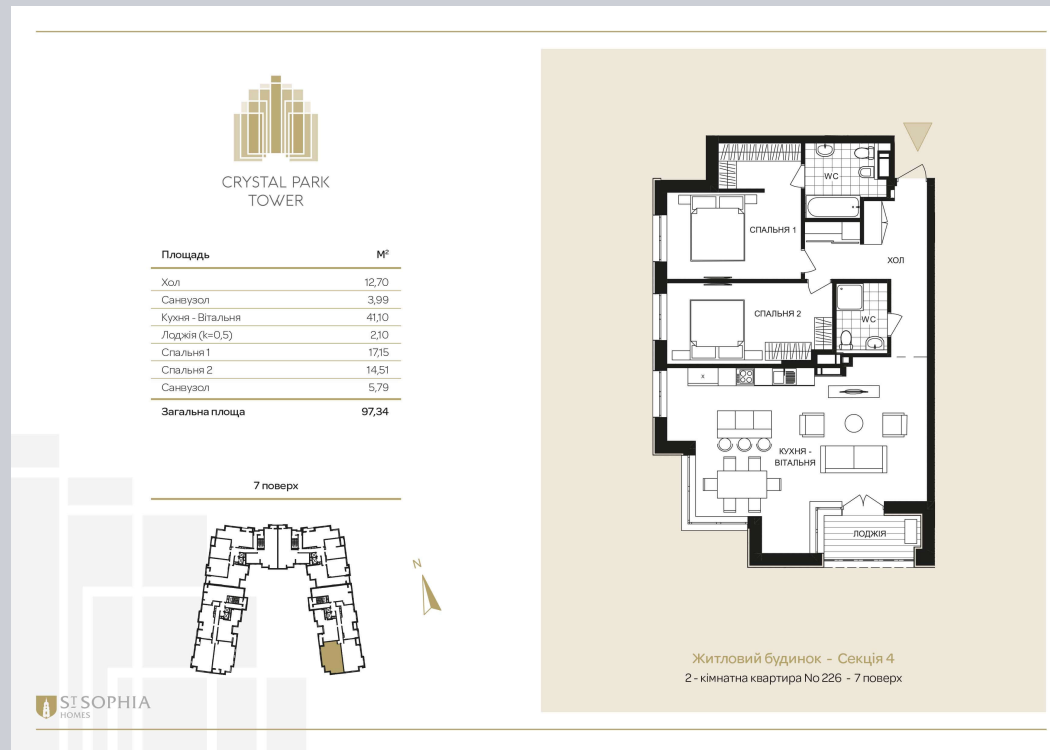 CRYSTAL PARK
TOWER
Площадь М²
Хол 12,70
Санвузол 3,99
Кухня - Вітальня 41,10
Лоджія (k=0,5) 2,10
Спальня 1 17,15
Спальня 2 14,51
Санвузол 5,79
Загальна площа 97,34
7 поверх
N
ST SOPHIA
HOMES
WC
СПАЛЬНЯ 1
ХОЛ
СПАЛЬНЯ 2
WC
x
КУХНЯ -
ВІТАЛЬНЯ
ЛОДЖІЯ
Житловий будинок - Секція 4
2 - кімнатна квартира No 226 - 7 поверх